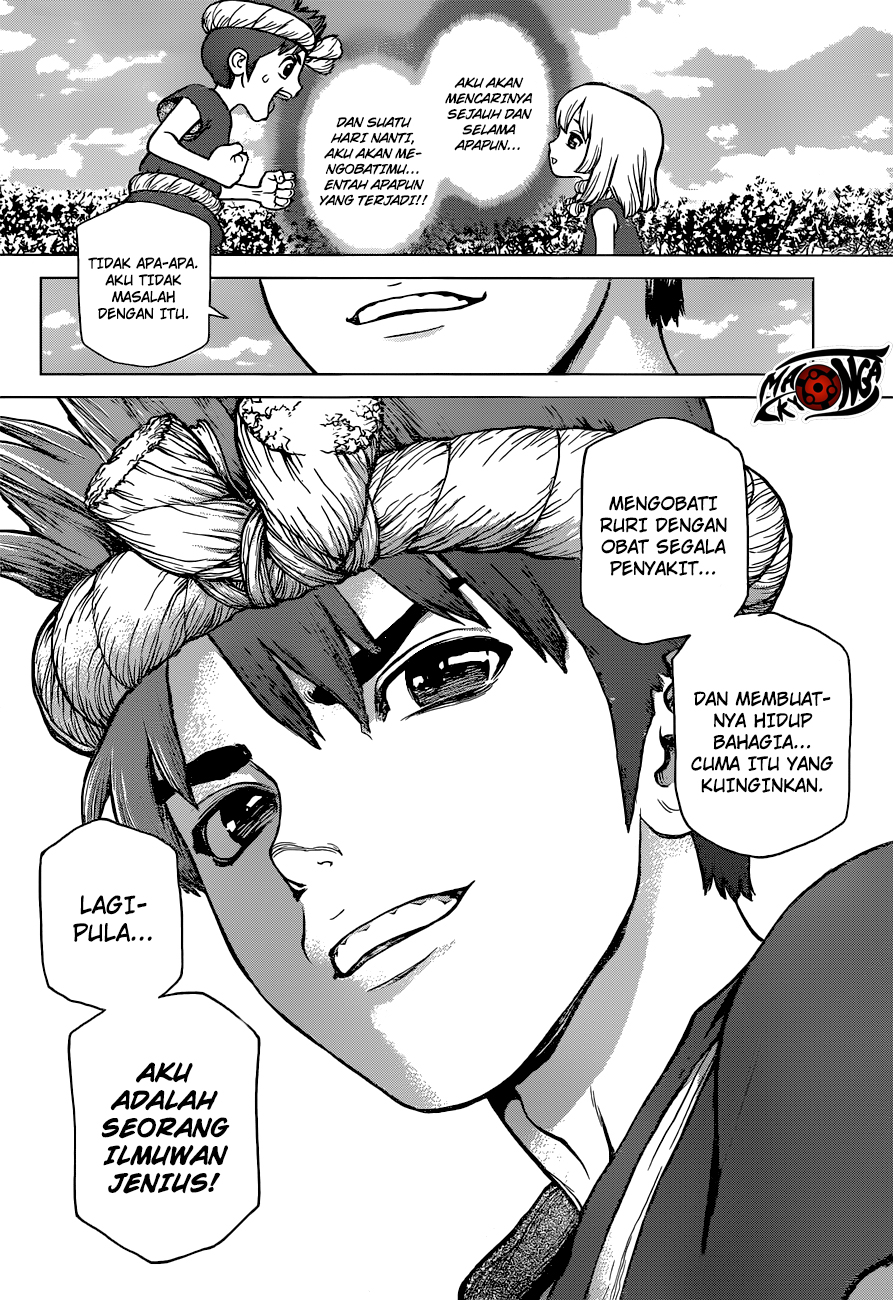 AKU AKAN
MENCARINYA
SEJAUH DAN
SELAMA
APAPUN...
DAN SUATU
HARI NANTI,
AKU AKAN ME-
NGOBATIMU...
ENTAH APAPUN
YANG TERJADI!!
TIDAK APA-APA.
AKU TIDAK
MASALAH
DENGAN ITU.
MANGA
KYO
MENGOBATI
RURI DENGAN
OBAT SEGALA
PENYAKIT...
DAN MEMBUAT-
NYA HIDUP
BAHAGIA...
CUMA ITU YANG
KUINGINKAN.
LAGI-
PULA...
AKU
ADALAH
SEORANG
ILMUWAN
JENIUS!